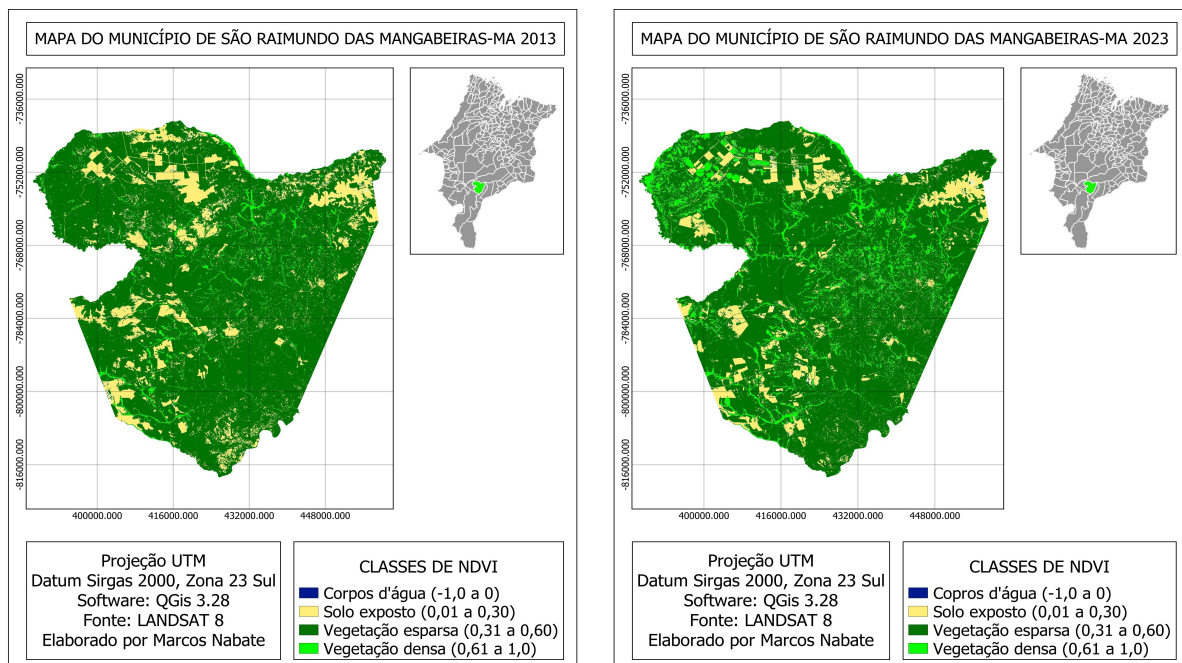 MAPA DO MUNICÍPIO DE SÃO RAIMUNDO DAS MANGABEIRAS-MA 2013
-736000.000
-752000.000
-768000.000
-784000.000
-800000.000
-816000.000
400000.000 416000.000 432000.000 448000.000
Projeção UTM
Datum Sirgas 2000, Zona 23 Sul
Software: QGis 3.28
Fonte: LANDSAT 8
Elaborado por Marcos Nabate
CLASSES DE NDVI
Corpos d'água (-1,0 a 0)
Solo exposto (0,01 a 0,30)
Vegetação esparsa (0,31 a 0,60)
Vegetação densa (0,61 a 1,0)
MAPA DO MUNICÍPIO DE SÃO RAIMUNDO DAS MANGABEIRAS-MA 2023
-736000.000
-752000.000
-768000.000
-784000.000
-800000.000
-816000.000
400000.000 416000.000 432000.000 448000.000
Projeção UTM
Datum Sirgas 2000, Zona 23 Sul
Software: QGis 3.28
Fonte: LANDSAT 8
Elaborado por Marcos Nabate
CLASSES DE NDVI
Copros d'água (-1,0 a 0)
Solo exposto (0,01 a 0,30)
Vegetação esparsa (0,31 a 0,60)
Vegetação densa (0,61 a 1,0)